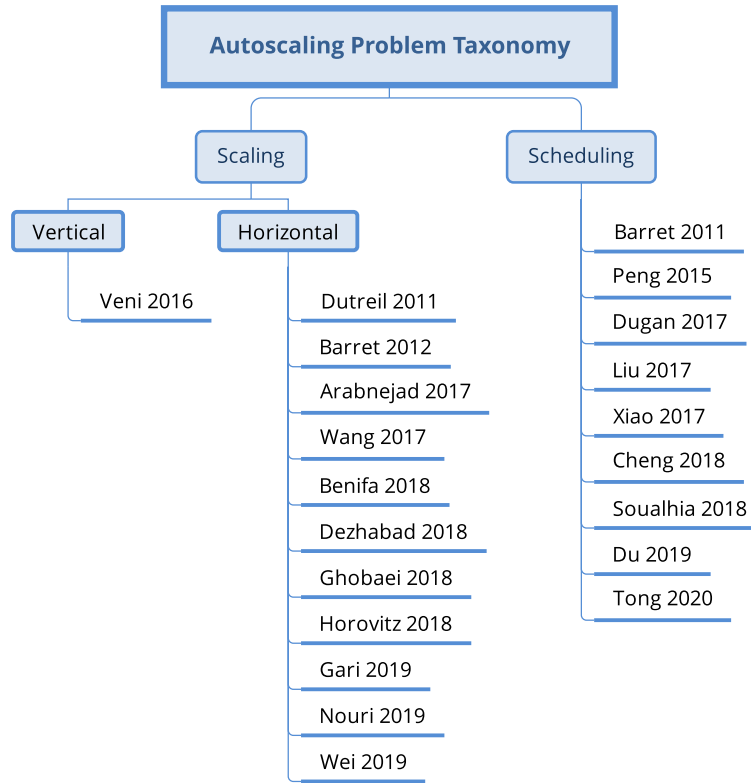 Autoscaling Problem Taxonomy
Scaling
Scheduling
Vertical
Horizontal
Veni 2016
Dutreil 2011
Barret 2012
Arabnejad 2017
Wang 2017
Benifa 2018
Dezhabad 2018
Ghobaei 2018
Horovitz 2018
Gari 2019
Nouri 2019
Wei 2019
Barret 2011
Peng 2015
Dugan 2017
Liu 2017
Xiao 2017
Cheng 2018
Soualhia 2018
Du 2019
Tong 2020